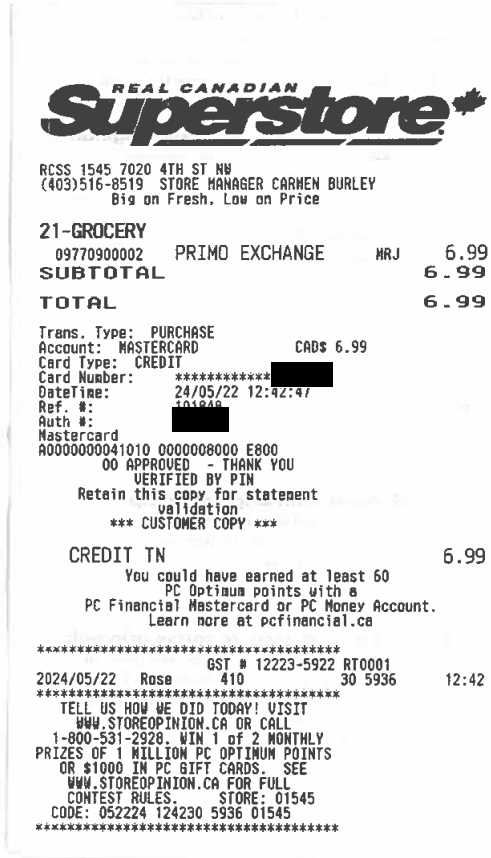 REAL CANADIAN
Superstore
RCSS 1545 7020 4TH ST NW
(403)516-8519 STORE MANAGER CARMEN BURLEY
Big on Fresh, Low on Price
21-GROCERY
09770900002 PRIMO EXCHANGE MRJ 6.99
SUBTOTAL 6.99
TOTAL 6.99
Trans. Type: PURCHASE
Account: MASTERCARD CAD$ 6.99
Card Type: CREDIT
Card Number: ************
DateTime: 24/05/22 12:42:47
Ref. #:
Auth #:
Mastercard
A0000000041010 0000008000 E800
00 APPROVED - THANK YOU
VERIFIED BY PIN
Retain this copy for statement
validation
*** CUSTOMER COPY ***
CREDIT TN 6.99
You could have earned at least 60
PC Optimum points with a
PC Financial Mastercard or PC Money Account.
Learn more at pcfinancial.ca
**************************************
GST # 12223-5922 RT0001
2024/05/22 Rose 410 30 5936 12:42
**************************************
TELL US HOW WE DID TODAY! VISIT
WWW.STOREOPINION.CA OR CALL
1-800-531-2928. WIN 1 of 2 MONTHLY
PRIZES OF 1 MILLION PC OPTIMUM POINTS
OR $1000 IN PC GIFT CARDS. SEE
WWW.STOREOPINION.CA FOR FULL
CONTEST RULES. STORE: 01545
CODE: 052224 124230 5936 01545
**************************************